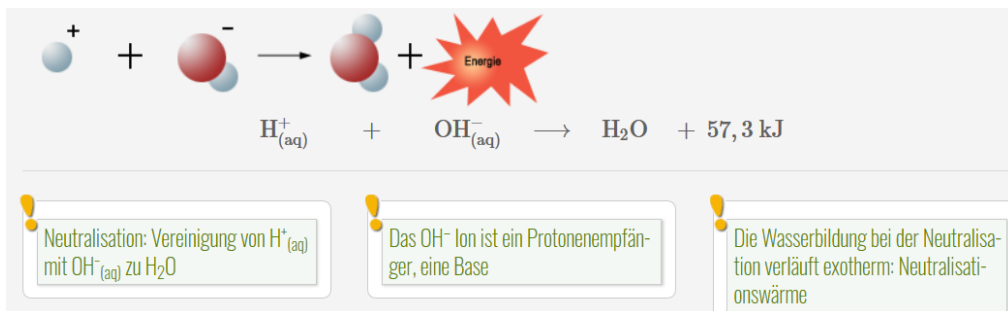 + + - + Energie
H⁺(aq) + OH⁻(aq) ⟶ H₂O + 57,3 kJ
Neutralisation: Vereinigung von H⁺(aq)
mit OH⁻(aq) zu H₂O
Das OH⁻ Ion ist ein Protonenempfän-
ger, eine Base
Die Wasserbildung bei der Neutralisa-
tion verläuft exotherm: Neutralisati-
onswärme